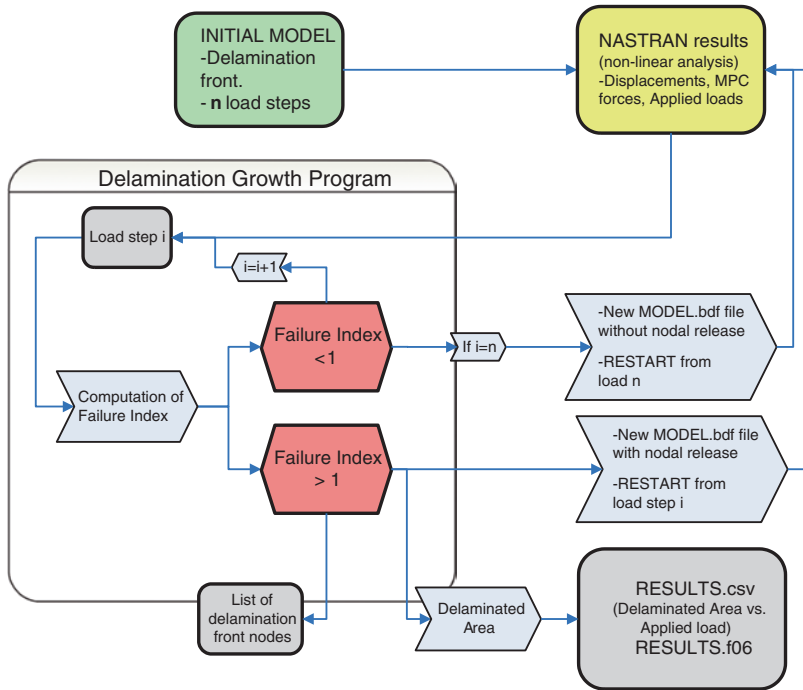 INITIAL MODEL
-Delamination
front.
- n load steps
NASTRAN results
(non-linear analysis)
-Displacements, MPC
forces, Applied loads
Delamination Growth Program
Load step i
i=i+1
Failure Index
<1
If i=n
-New MODEL.bdf file
without nodal release
-RESTART from
load n
Computation of
Failure Index
Failure Index
> 1
-New MODEL.bdf file
with nodal release
-RESTART from
load step i
List of
delamination
front nodes
Delaminated
Area
RESULTS.csv
(Delaminated Area vs.
Applied load)
RESULTS.f06